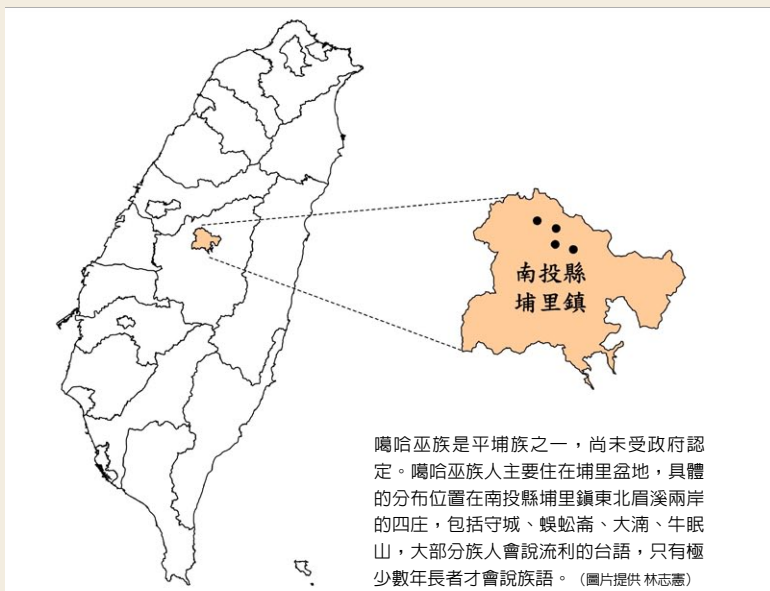 南投縣
埔里鎮
噶哈巫族是平埔族之一，尚未受政府認
定。噶哈巫族人主要住在埔里盆地，具體
的分布位置在南投縣埔里鎭東北眉溪兩岸
的四庄，包括守城、蜈蚣崙、大湳、牛眠
山，大部分族人會說流利的台語，只有極
少數年長者才會說族語。（圖片提供 林志憲）